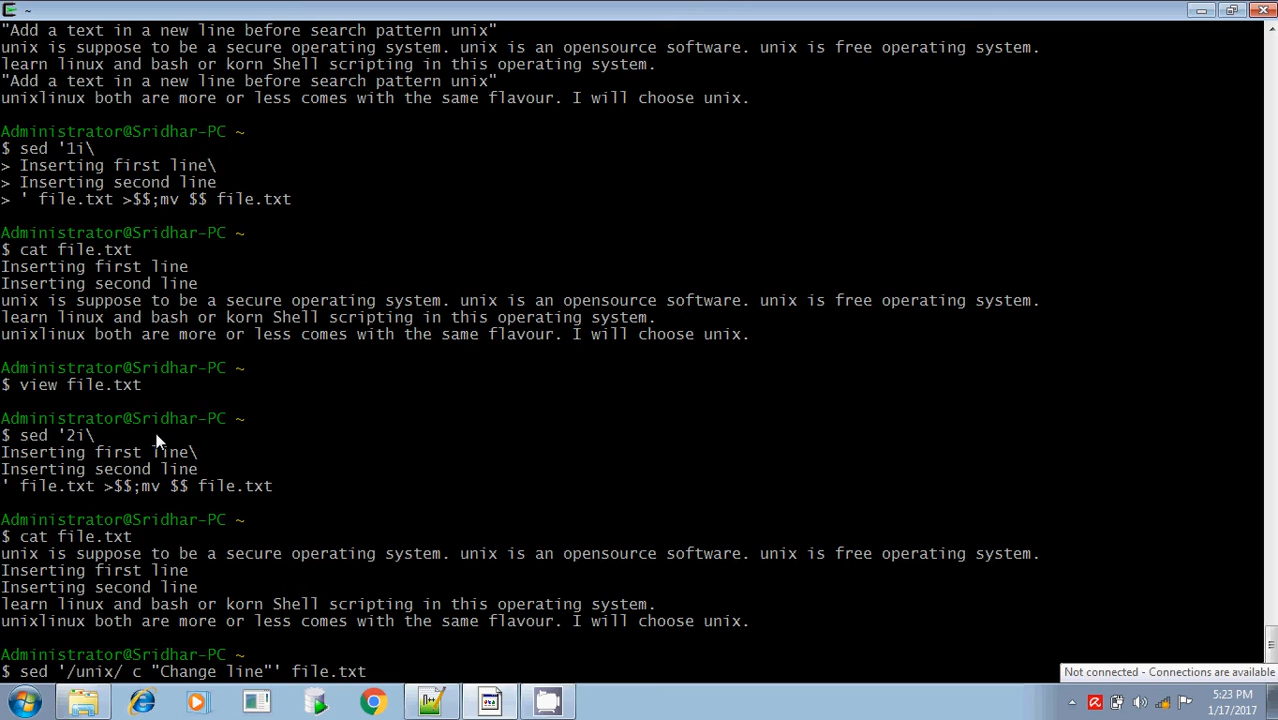 ~
"Add a text in a new line before search pattern unix"
unix is suppose to be a secure operating system. unix is an opensource software. unix is free operating system.
learn linux and bash or korn Shell scripting in this operating system.
"Add a text in a new line before search pattern unix"
unixlinux both are more or less comes with the same flavour. I will choose unix.
Administrator@Sridhar-PC ~
$ sed '1i\
> Inserting first line\
> Inserting second line
> ' file.txt >$$;mv $$ file.txt
Administrator@Sridhar-PC ~
$ cat file.txt
Inserting first line
Inserting second line
unix is suppose to be a secure operating system. unix is an opensource software. unix is free operating system.
learn linux and bash or korn Shell scripting in this operating system.
unixlinux both are more or less comes with the same flavour. I will choose unix.
Administrator@Sridhar-PC ~
$ view file.txt
Administrator@Sridhar-PC ~
$ sed '2i\
Inserting first line\
Inserting second line
' file.txt >$$;mv $$ file.txt
Administrator@Sridhar-PC ~
$ cat file.txt
unix is suppose to be a secure operating system. unix is an opensource software. unix is free operating system.
Inserting first line
Inserting second line
learn linux and bash or korn Shell scripting in this operating system.
unixlinux both are more or less comes with the same flavour. I will choose unix.
Administrator@Sridhar-PC ~
$ sed '/unix/ c "Change line"' file.txt
Not connected - Connections are available
5:23 PM
1/17/2017